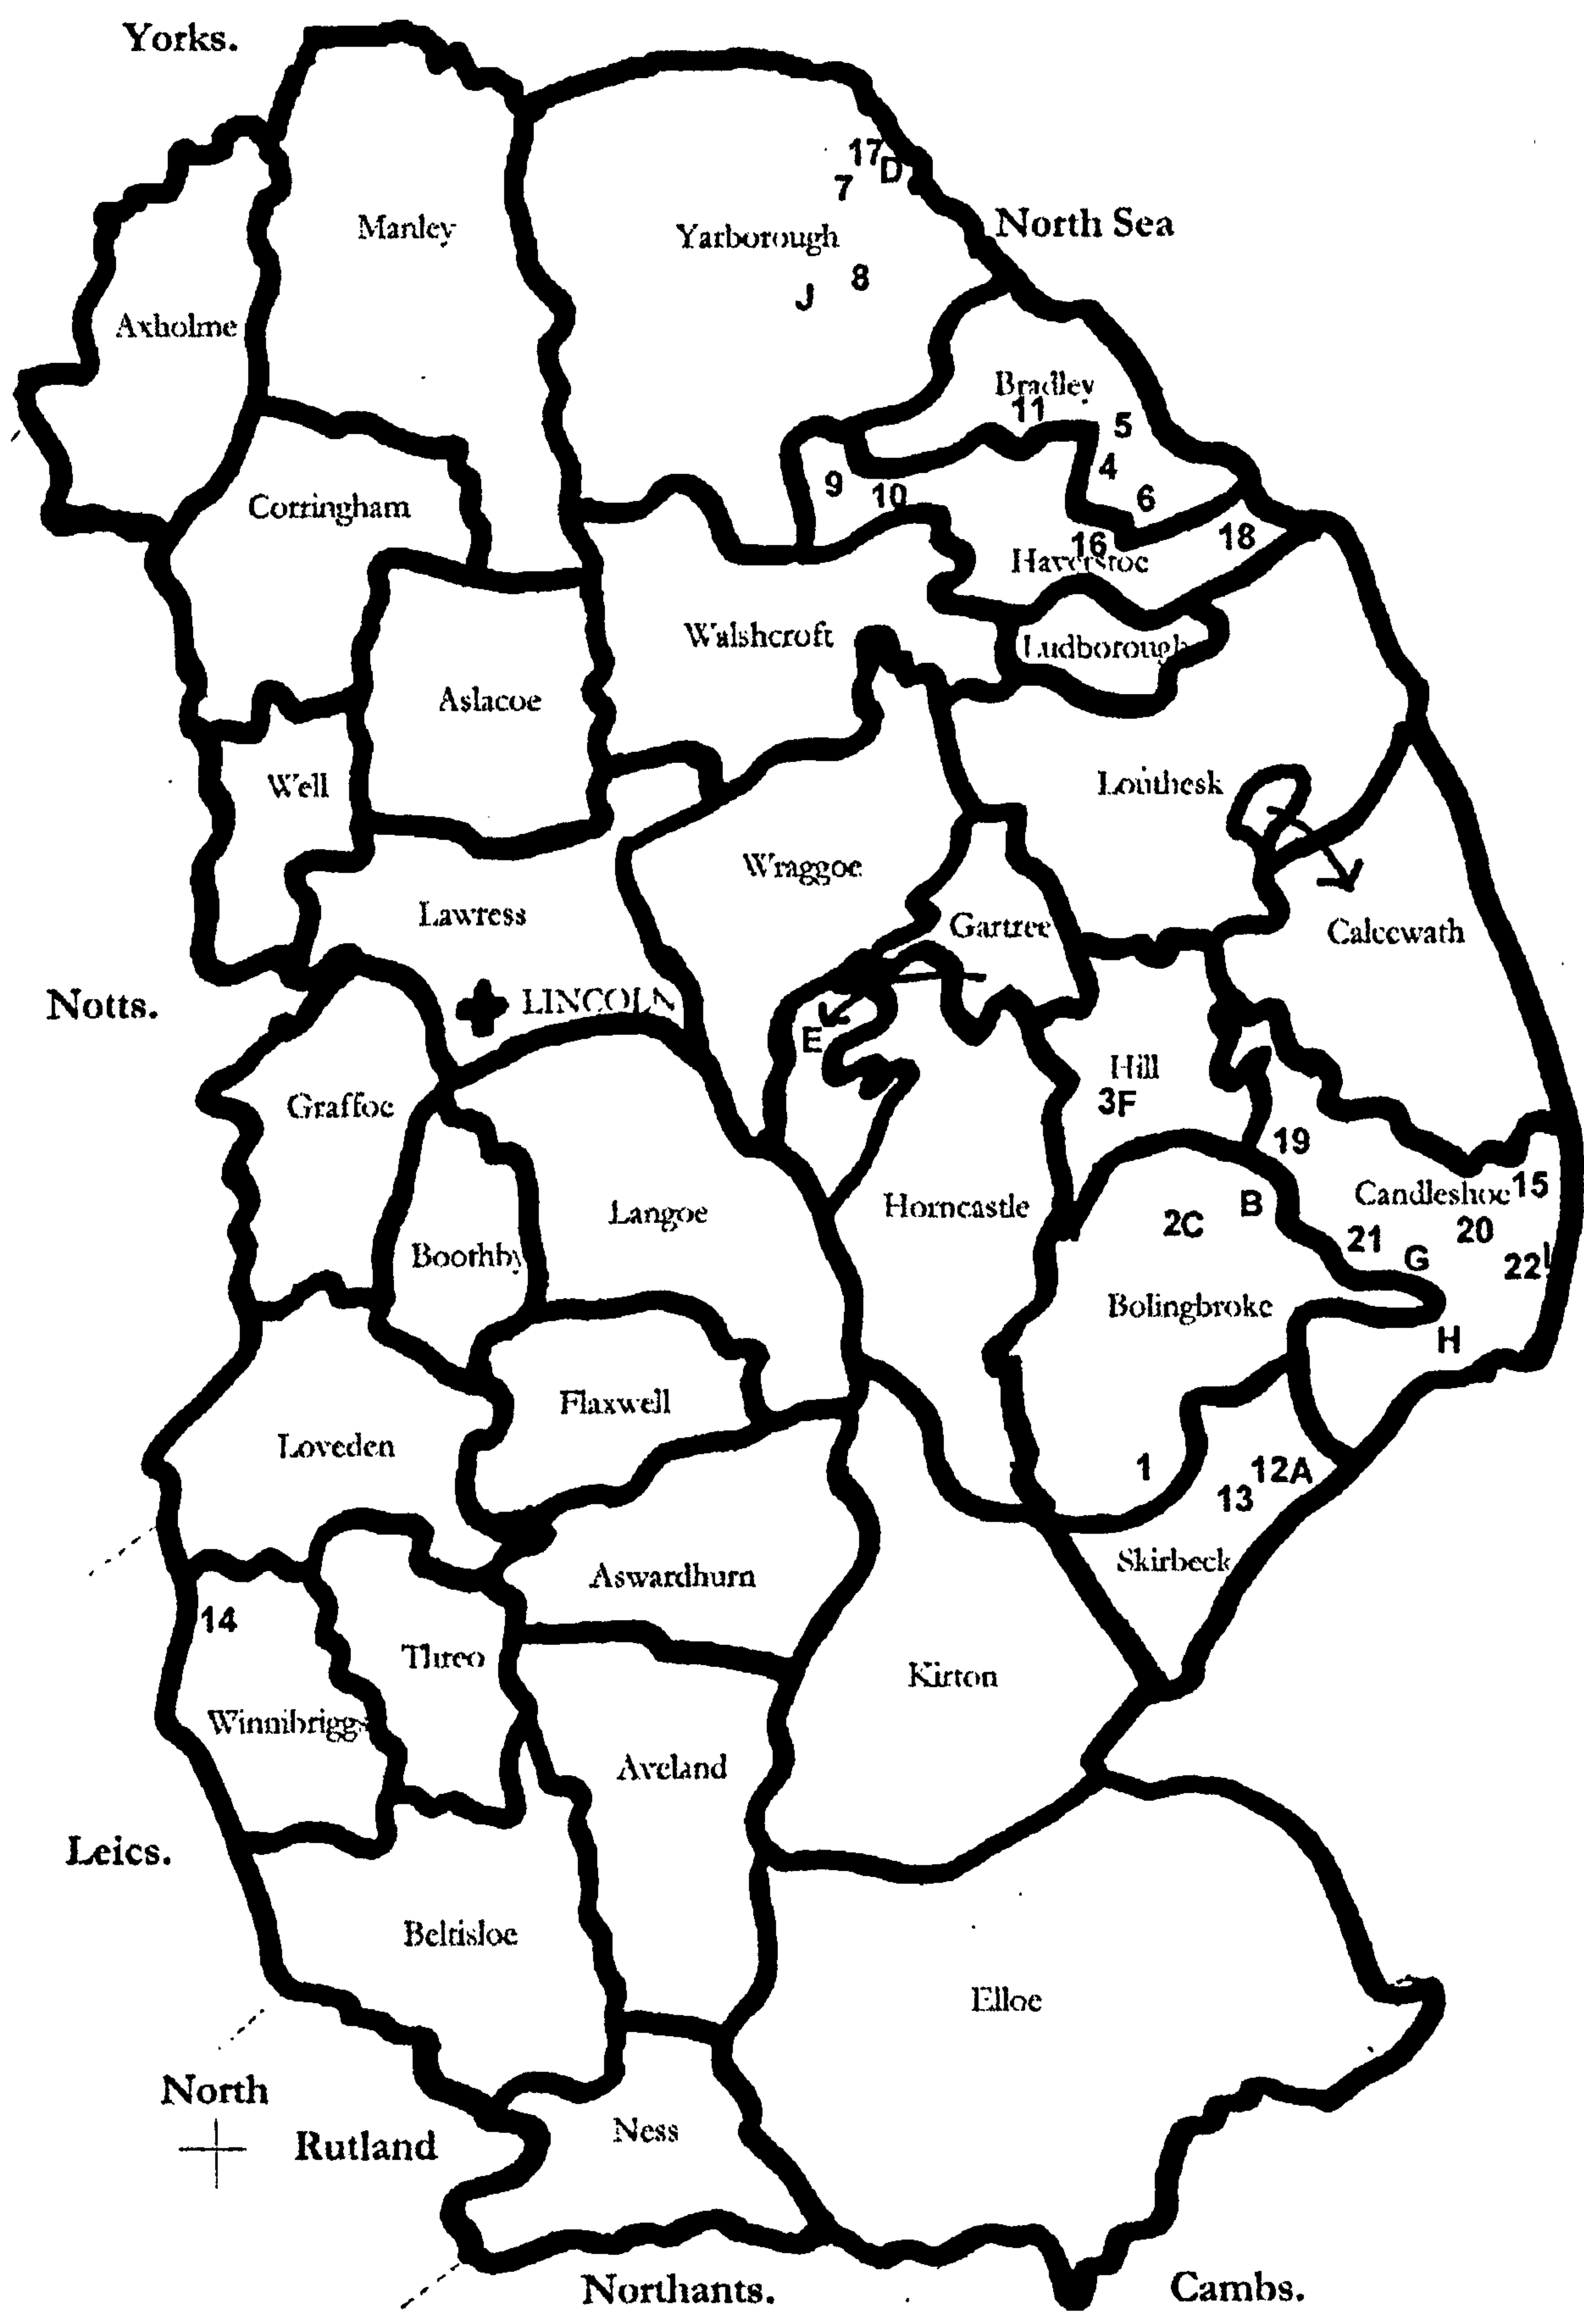 Yorks.
17
D
7
North Sea
Manley
Yarborough
8
J
Axholme
Bradley
11
5
4
9
10
6
Corringham
18
16
Haverstoe
Walshcroft
Ludborough
Aslacoe
Well
Louthesk
Wraggoe
Lawress
Gartree
Calcewath
Notts.
LINCOLN
E
Hill
3F
Graffoe
19
Candleshoe
15
Langoe
Horncastle
B
2C
20
21
Boothby
G
22
I
Bolingbroke
H
Flaxwell
Loveden
1
12A
13
Skirbeck
Aswardhurn
14
Threo
Kirton
Winnibriggs
Aveland
Leics.
Beltisloe
Elloe
North
Rutland
Ness
Northants.
Cambs.